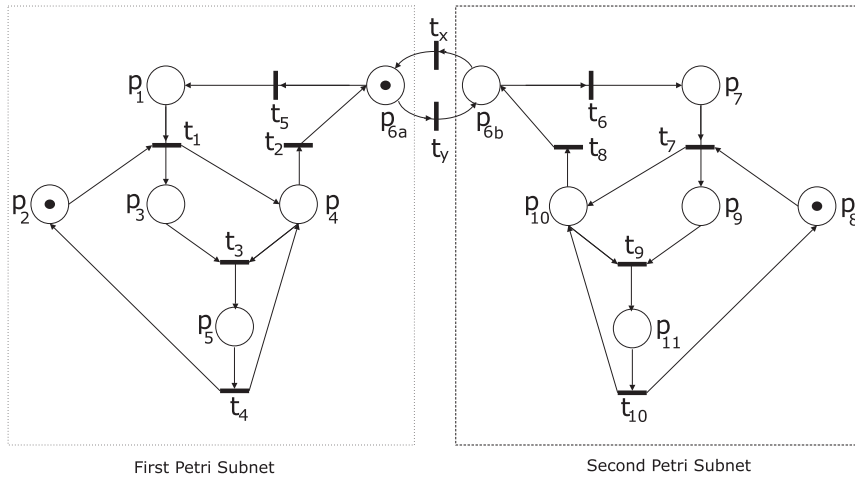 tx
p1
t5
p6a
p6b
t6
p7
t1
t2
ty
t8
t7
p2
p3
p4
p10
p9
p8
t3
t9
p5
p11
t4
t10
First Petri Subnet
Second Petri Subnet